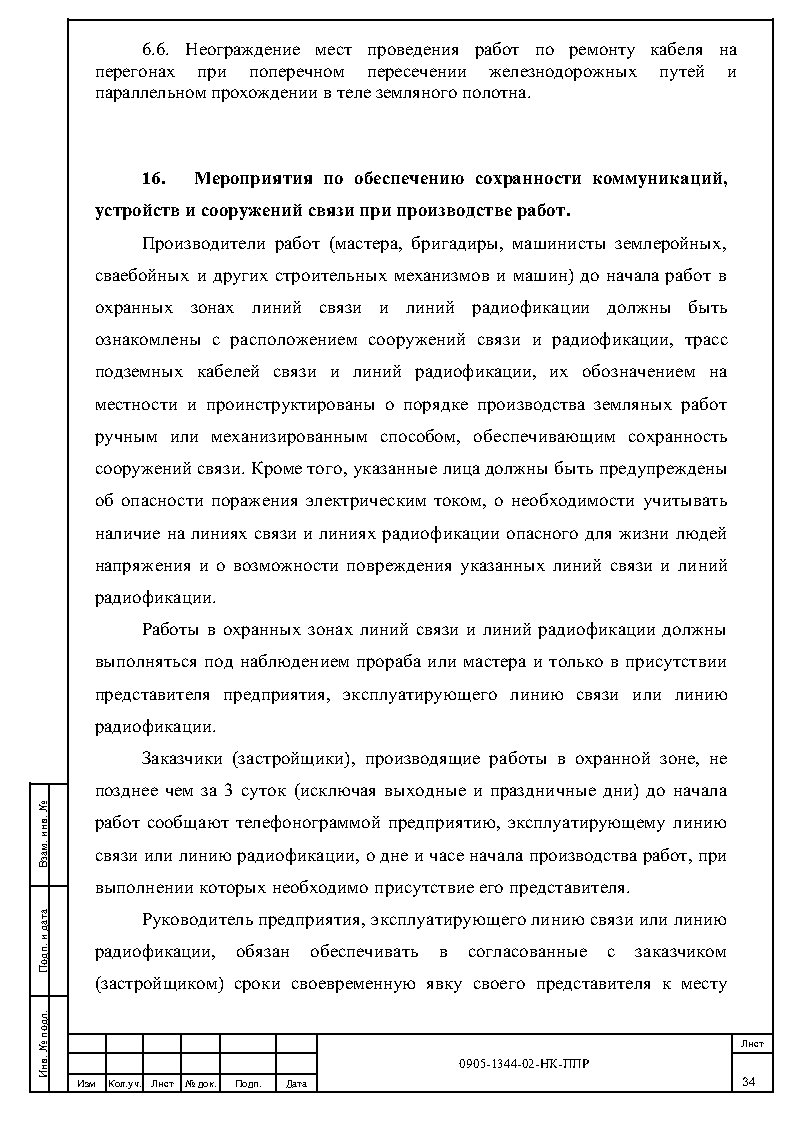 6.6. Неограждение мест проведения работ по ремонту кабеля на
перегонах при поперечном пересечении железнодорожных путей и
параллельном прохождении в теле земляного полотна.
16. Мероприятия по обеспечению сохранности коммуникаций,
устройств и сооружений связи при производстве работ.
Производители работ (мастера, бригадиры, машинисты землеройных,
сваебойных и других строительных механизмов и машин) до начала работ в
охранных зонах линий связи и линий радиофикации должны быть
ознакомлены с расположением сооружений связи и радиофикации, трасс
подземных кабелей связи и линий радиофикации, их обозначением на
местности и проинструктированы о порядке производства земляных работ
ручным или механизированным способом, обеспечивающим сохранность
сооружений связи. Кроме того, указанные лица должны быть предупреждены
об опасности поражения электрическим током, о необходимости учитывать
наличие на линиях связи и линиях радиофикации опасного для жизни людей
напряжения и о возможности повреждения указанных линий связи и линий
радиофикации.
Работы в охранных зонах линий связи и линий радиофикации должны
выполняться под наблюдением прораба или мастера и только в присутствии
представителя предприятия, эксплуатирующего линию связи или линию
радиофикации.
Заказчики (застройщики), производящие работы в охранной зоне, не
позднее чем за 3 суток (исключая выходные и праздничные дни) до начала
работ сообщают телефонограммой предприятию, эксплуатирующему линию
связи или линию радиофикации, о дне и часе начала производства работ, при
выполнении которых необходимо присутствие его представителя.
Руководитель предприятия, эксплуатирующего линию связи или линию
радиофикации, обязан обеспечивать в согласованные с заказчиком
(застройщиком) сроки своевременную явку своего представителя к месту
Взам. инв. №
Подп. и дата
Инв. № подл.
Изм Кол.уч. Лист № док. Подп. Дата
0905-1344-02-НК-ППР
Лист
34